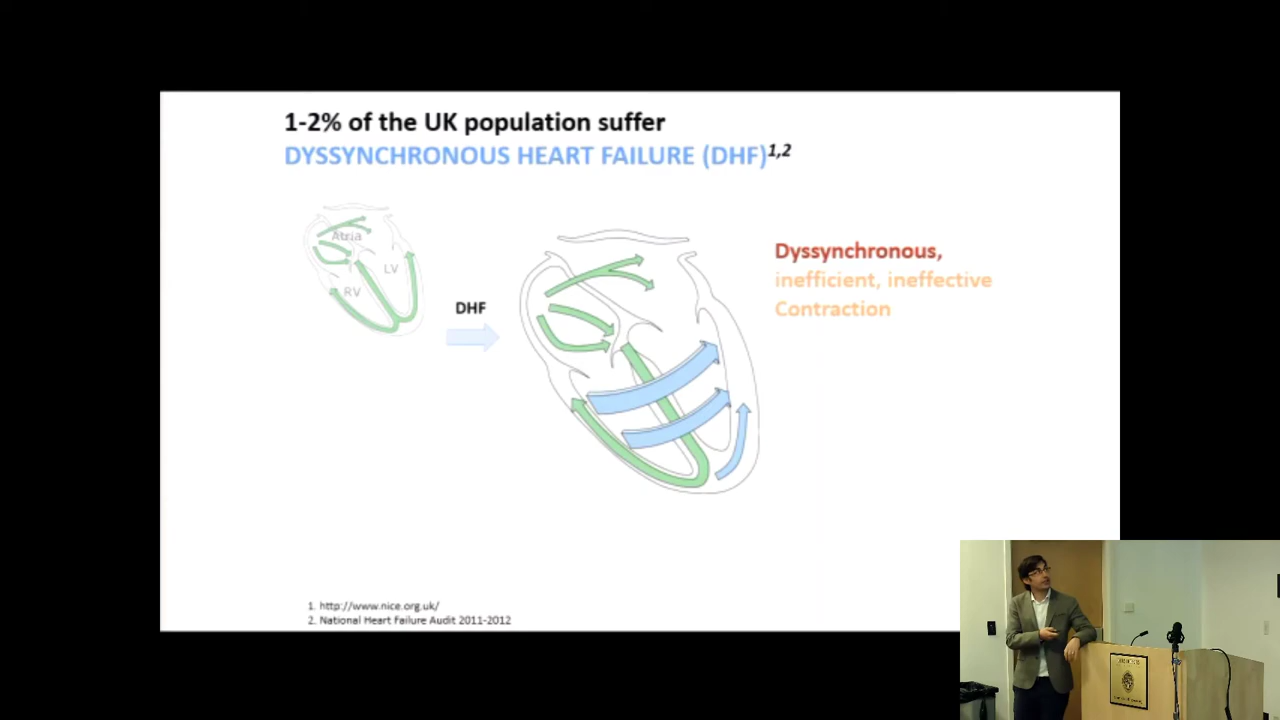 1-2% of the UK population suffer
DYSSYNCHRONOUS HEART FAILURE (DHF)1,2
Atria
LV
RV
DHF
Dyssynchronous,
inefficient, ineffective
Contraction
1. http://www.nice.org.uk/
2. National Heart Failure Audit 2011-2012